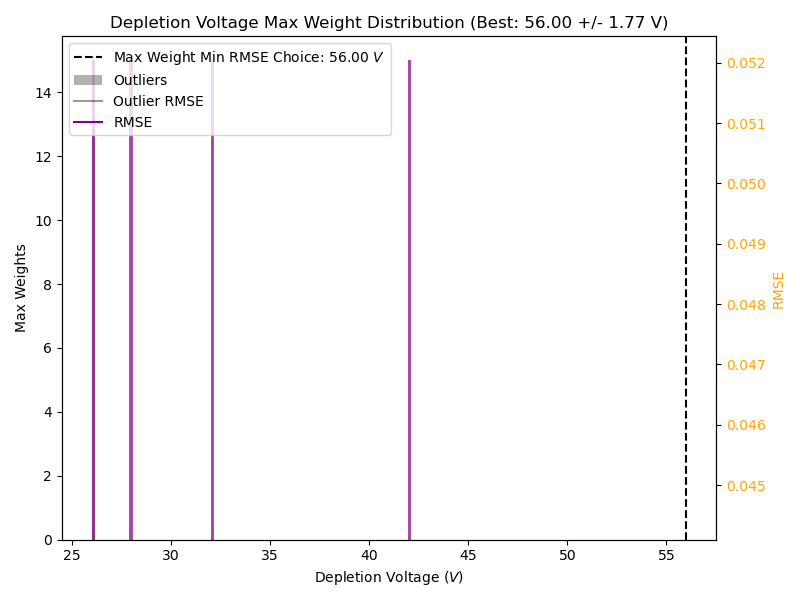 Depletion Voltage Max Weight Distribution (Best: 56.00 +/- 1.77 V)
Max Weight Min RMSE Choice: 56.00 V
Outliers
Outlier RMSE
RMSE
Max Weights
14
12
10
8
6
4
2
0
0.052
0.051
0.050
0.049
0.048
0.047
0.046
0.045
RMSE
25
30
35
40
45
50
55
Depletion Voltage (V)